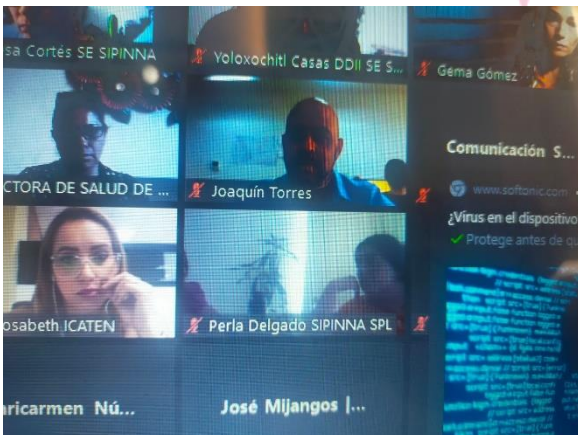 sa Cortés SE SIPINNA
Yoloxochitl Casas DDII SE S...
Gema Gómez
CTORA DE SALUD DE ...
Joaquín Torres
Comunicación S...
www.softonic.com
¿Virus en el dispositivo
Protege antes de qu
osabeth ICATEN
Perla Delgado SIPINNA SPL
aricarmen Nú...
José Mijangos |...